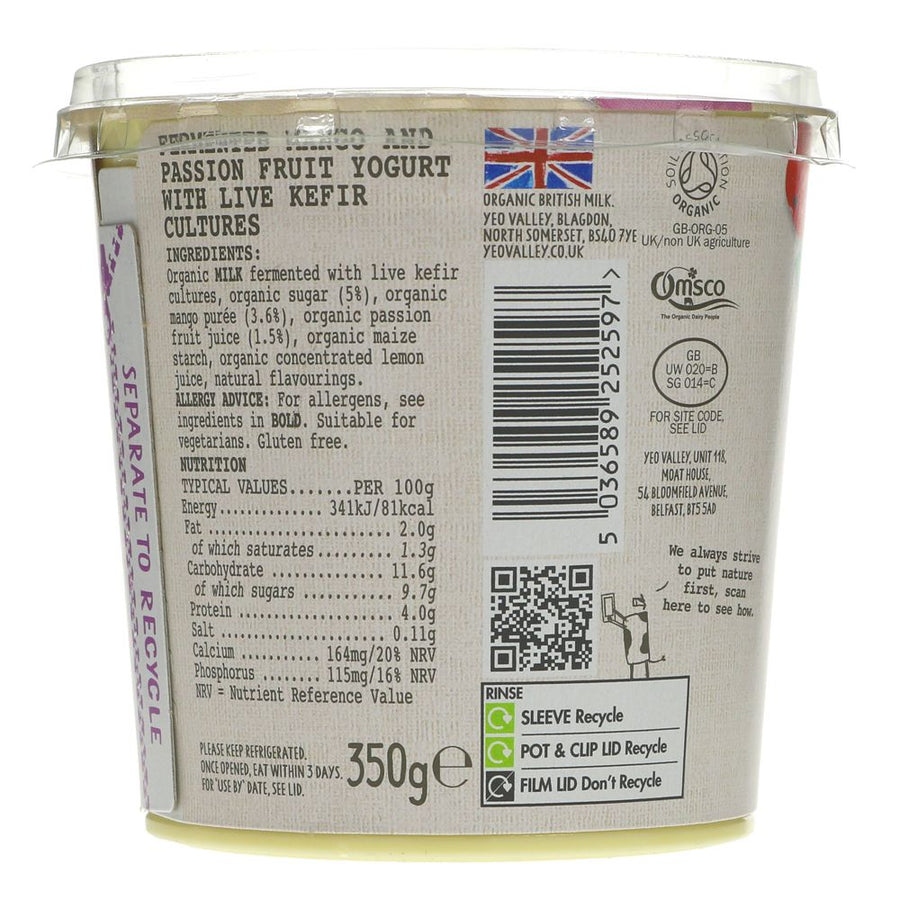 FERMENTED MANGO AND
PASSION FRUIT YOGURT
WITH LIVE KEFIR
CULTURES
INGREDIENTS:
Organic MILK fermented with live kefir
cultures, organic sugar (5%), organic
mango purée (3.6%), organic passion
fruit juice (1.5%), organic maize
starch, organic concentrated lemon
juice, natural flavourings.
ALLERGY ADVICE: For allergens, see
ingredients in BOLD. Suitable for
vegetarians. Gluten free.
NUTRITION
TYPICAL VALUES.......PER 100g
Energy.............. 341kJ/81kcal
Fat ........................ 2.0g
of which saturates ......... 1.3g
Carbohydrate .............. 11.6g
of which sugars ............ 9.7g
Protein .................... 4.0g
Salt ...................... 0.11g
Calcium ........... 164mg/20% NRV
Phosphorus ........ 115mg/16% NRV
NRV = Nutrient Reference Value
PLEASE KEEP REFRIGERATED.
ONCE OPENED, EAT WITHIN 3 DAYS.
FOR 'USE BY' DATE, SEE LID.
350g e
SEPARATE TO RECYCLE
ORGANIC BRITISH MILK.
YEO VALLEY, BLAGDON,
NORTH SOMERSET, BS40 7YE
YEOVALLEY.CO.UK
5 036589 252597 >
SOIL ASSOCIATION
ORGANIC
GB-ORG-05
UK/non UK agriculture
Omsco
The Organic Dairy People
GB
UW 020=B
SG 014=C
FOR SITE CODE,
SEE LID
YEO VALLEY, UNIT 118,
MOAT HOUSE,
54 BLOOMFIELD AVENUE,
BELFAST, BT5 5AD
We always strive
to put nature
first, scan
here to see how.
RINSE
SLEEVE Recycle
POT & CLIP LID Recycle
FILM LID Don't Recycle